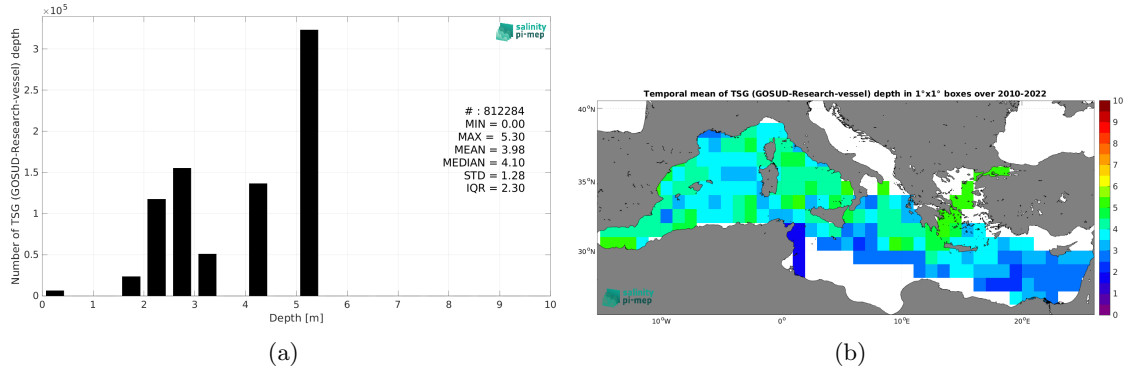 ×10⁵
3
2.5
2
1.5
1
0.5
0
Number of TSG (GOSUD-Research-vessel) depth
0 1 2 3 4 5 6 7 8 9 10
Depth [m]
salinity
pi-mep
# : 812284
MIN = 0.00
MAX = 5.30
MEAN = 3.98
MEDIAN = 4.10
STD = 1.28
IQR = 2.30
(a)
Temporal mean of TSG (GOSUD-Research-vessel) depth in 1°x1° boxes over 2010-2022
40°N
35°N
30°N
10°W 0° 10°E 20°E
salinity
pi-mep
10
9
8
7
6
5
4
3
2
1
0
(b)